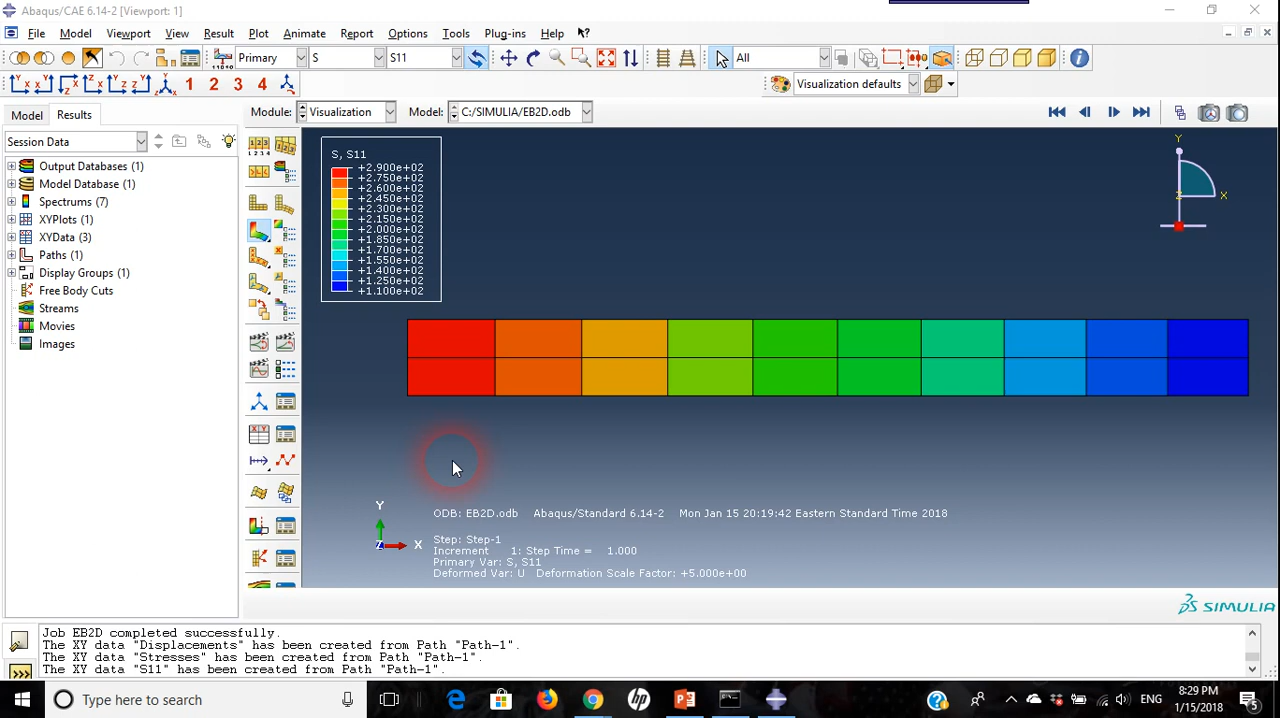 Abaqus/CAE 6.14-2 [Viewport: 1]
File Model Viewport View Result Plot Animate Report Options Tools Plug-ins Help
Primary S S11 All
1 2 3 4 Visualization defaults
Model Results Module: Visualization Model: C:/SIMULIA/EB2D.odb
Session Data
Output Databases (1)
Model Database (1)
Spectrums (7)
XYPlots (1)
XYData (3)
Paths (1)
Display Groups (1)
Free Body Cuts
Streams
Movies
Images
S, S11
+2.900e+02
+2.750e+02
+2.600e+02
+2.450e+02
+2.300e+02
+2.150e+02
+2.000e+02
+1.850e+02
+1.700e+02
+1.550e+02
+1.400e+02
+1.250e+02
+1.100e+02
Y
Z X
Y
Z X
ODB: EB2D.odb Abaqus/Standard 6.14-2 Mon Jan 15 20:19:42 Eastern Standard Time 2018
Step: Step-1
Increment 1: Step Time = 1.000
Primary Var: S, S11
Deformed Var: U Deformation Scale Factor: +5.000e+00
SIMULIA
Job EB2D completed successfully.
The XY data "Displacements" has been created from Path "Path-1".
The XY data "Stresses" has been created from Path "Path-1".
The XY data "S11" has been created from Path "Path-1".
Type here to search
ENG
8:29 PM
1/15/2018
5